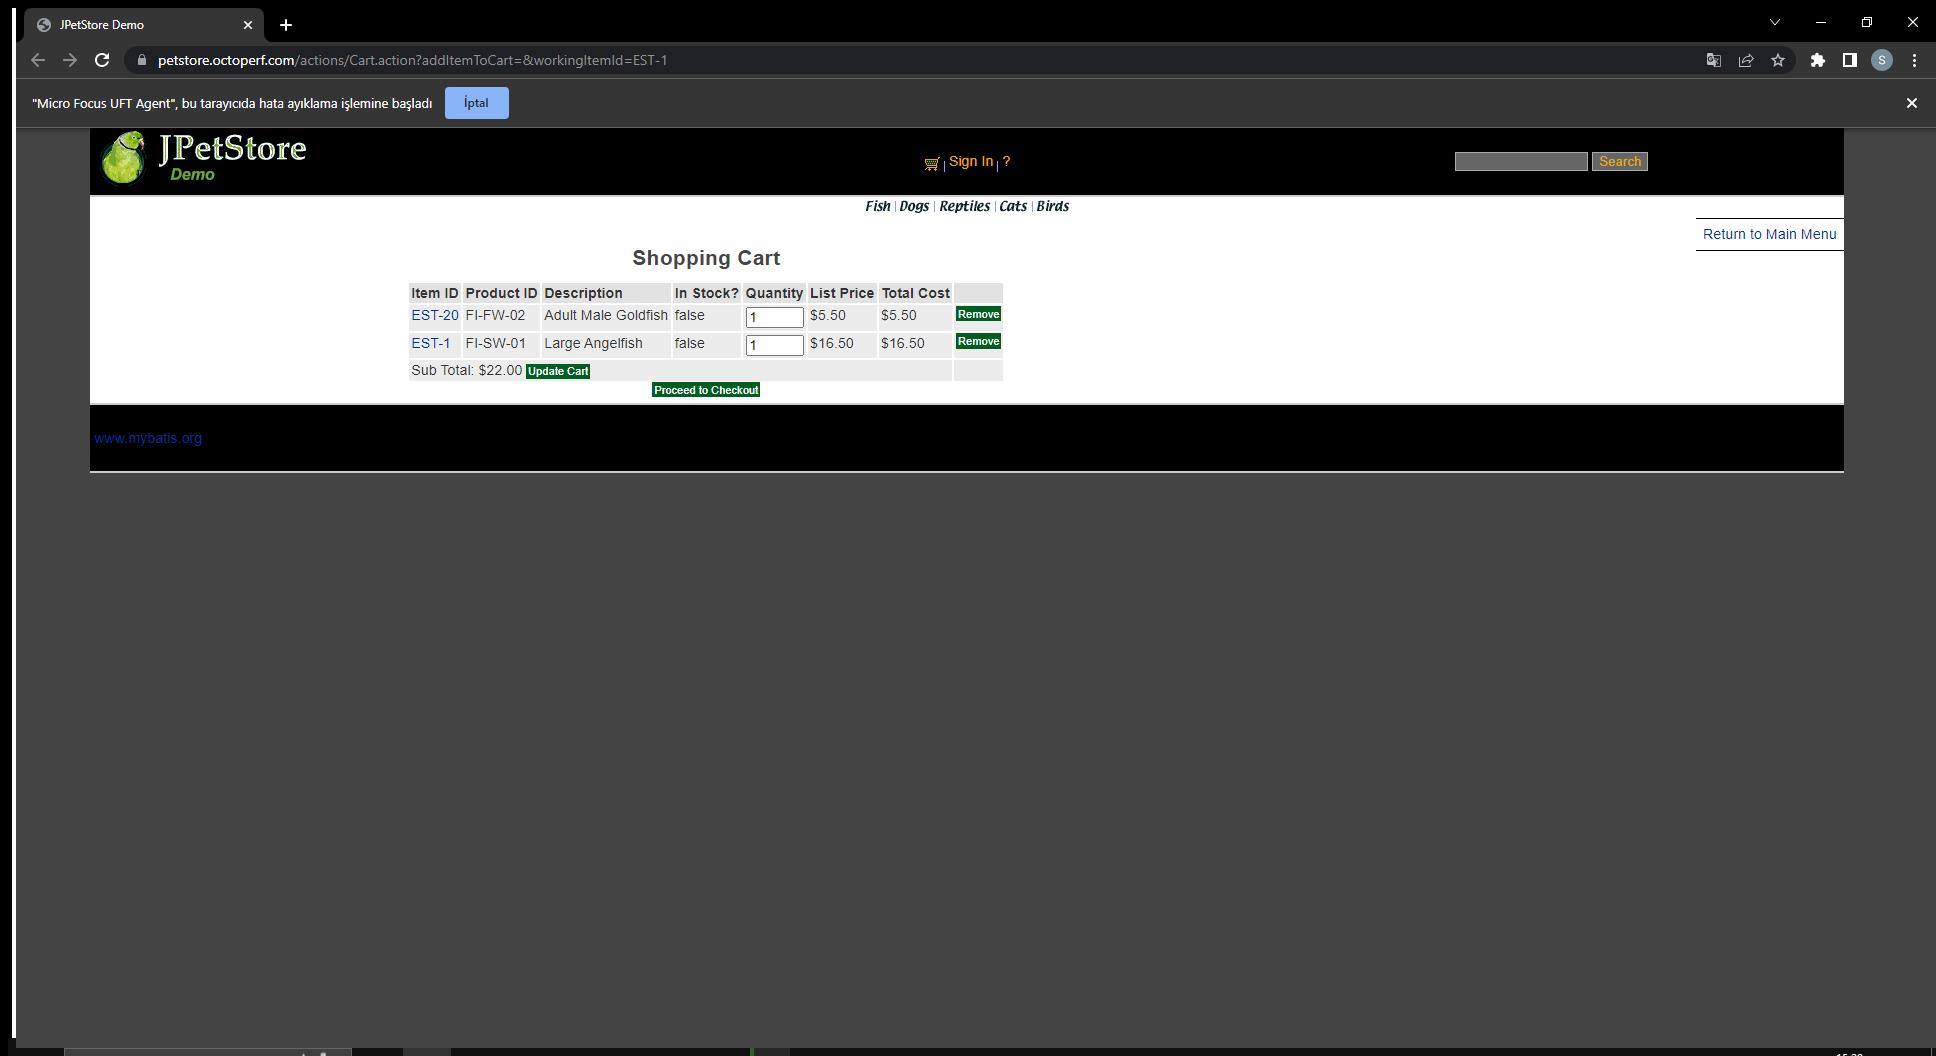 JPetStore Demo
petstore.octoperf.com/actions/Cart.action?addItemToCart=&workingItemId=EST-1
S
"Micro Focus UFT Agent", bu tarayıcıda hata ayıklama işlemine başladı İptal
JPetStore
Demo
Sign In | ?
Search
Fish | Dogs | Reptiles | Cats | Birds
Return to Main Menu
Shopping Cart
Item ID Product ID Description In Stock? Quantity List Price Total Cost
EST-20 FI-FW-02 Adult Male Goldfish false 1 $5.50 $5.50 Remove
EST-1 FI-SW-01 Large Angelfish false 1 $16.50 $16.50 Remove
Sub Total: $22.00 Update Cart
Proceed to Checkout
www.mybatis.org